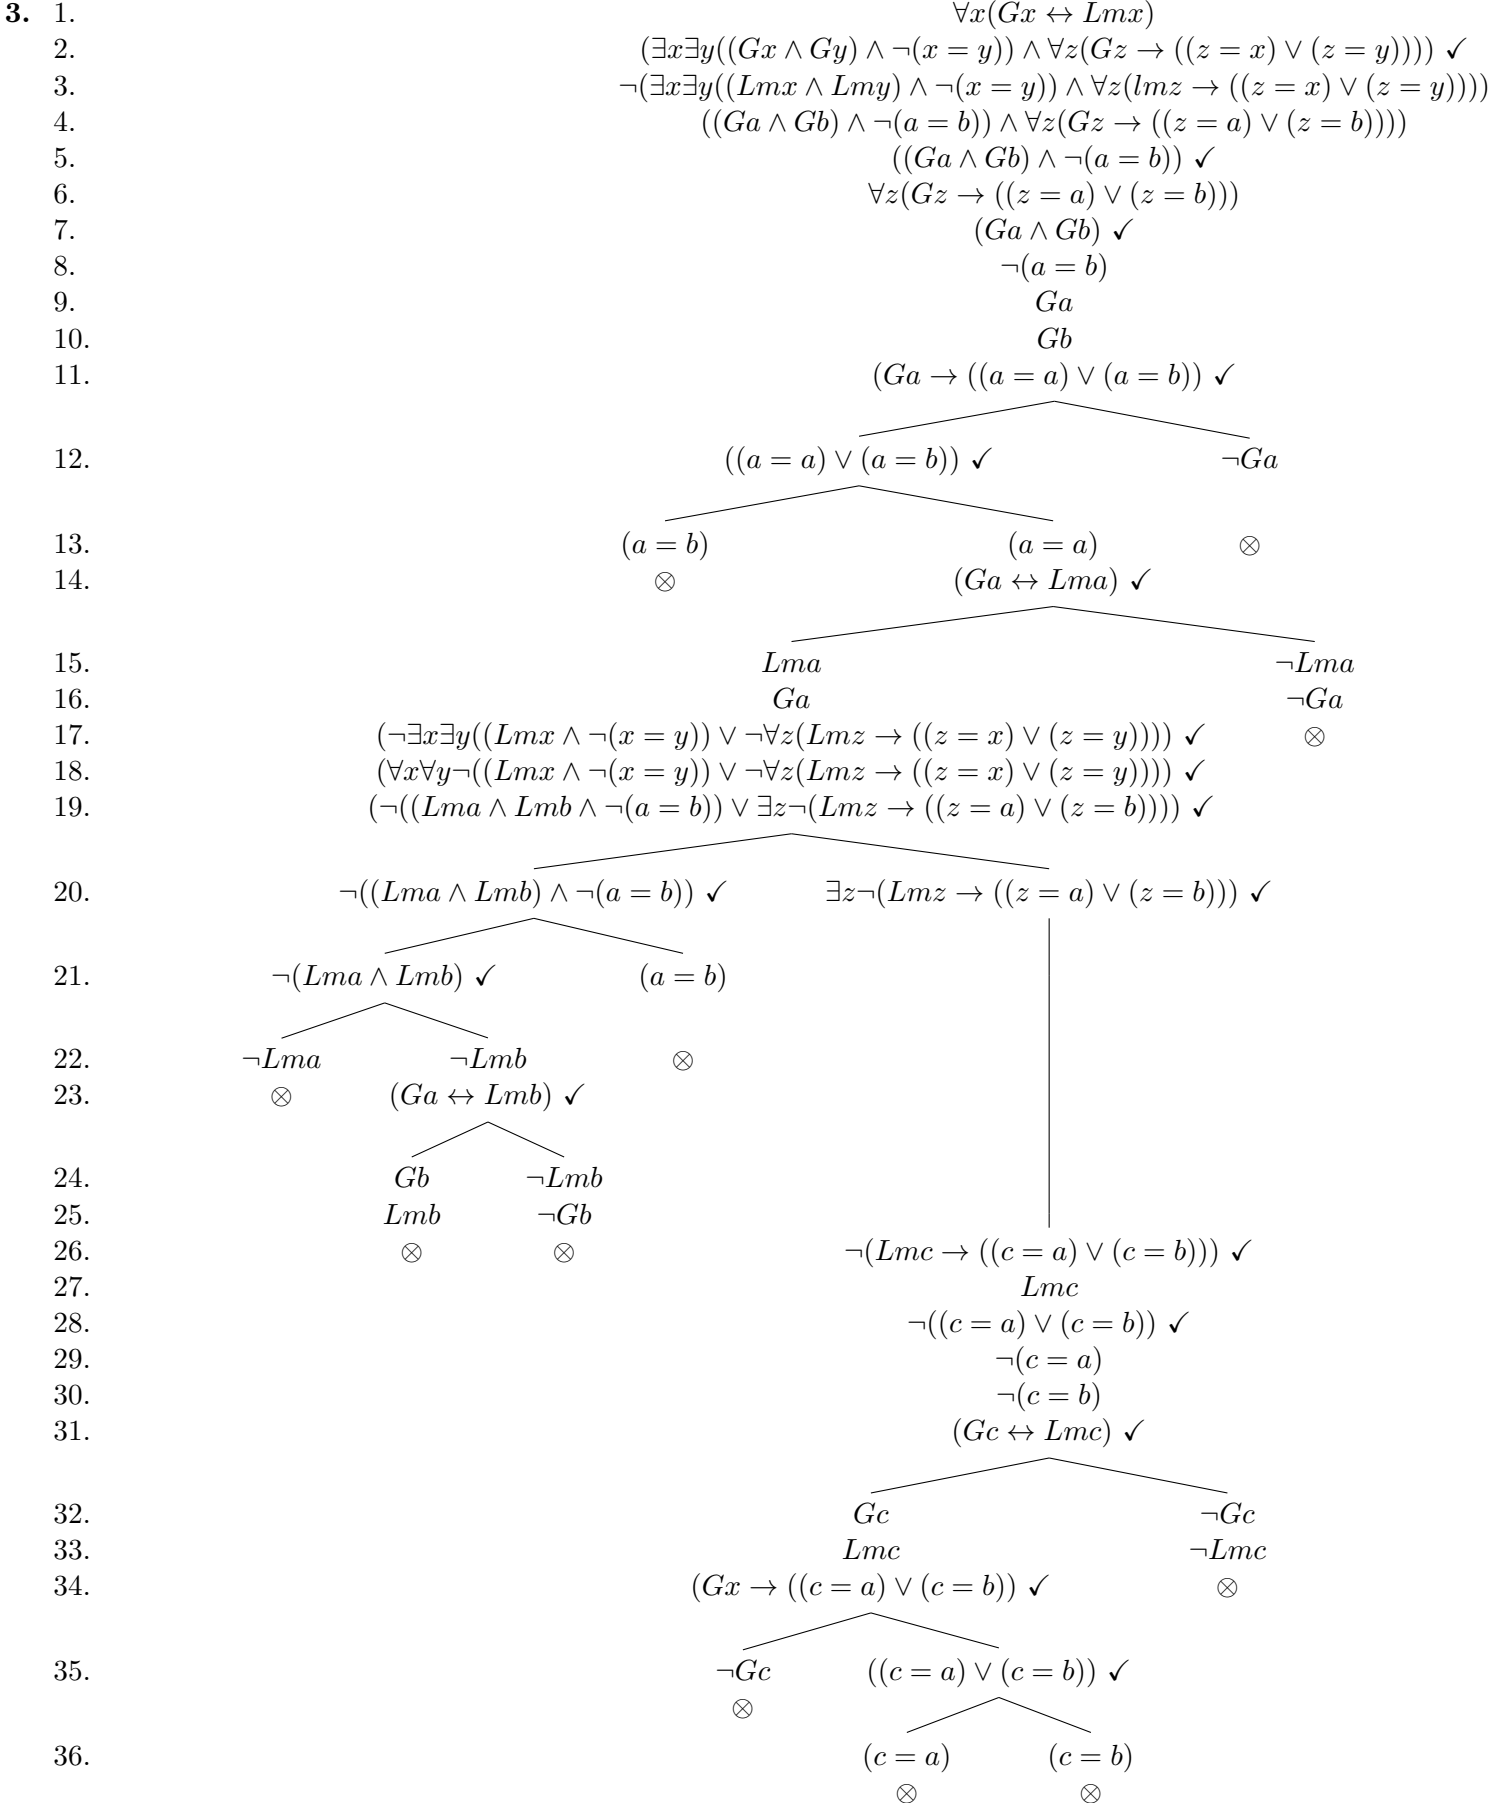 3. 1. ∀x(Gx ↔ Lmx)
2. (∃x∃y((Gx ∧ Gy) ∧ ¬(x = y)) ∧ ∀z(Gz → ((z = x) ∨ (z = y)))) ✓
3. ¬(∃x∃y((Lmx ∧ Lmy) ∧ ¬(x = y)) ∧ ∀z(lmz → ((z = x) ∨ (z = y))))
4. ((Ga ∧ Gb) ∧ ¬(a = b)) ∧ ∀z(Gz → ((z = a) ∨ (z = b))))
5. ((Ga ∧ Gb) ∧ ¬(a = b)) ✓
6. ∀z(Gz → ((z = a) ∨ (z = b)))
7. (Ga ∧ Gb) ✓
8. ¬(a = b)
9. Ga
10. Gb
11. (Ga → ((a = a) ∨ (a = b)) ✓
12. ((a = a) ∨ (a = b)) ✓ ¬Ga
13. (a = b) (a = a) ⊗
14. ⊗ (Ga ↔ Lma) ✓
15. Lma ¬Lma
16. Ga ¬Ga
17. (¬∃x∃y((Lmx ∧ ¬(x = y)) ∨ ¬∀z(Lmz → ((z = x) ∨ (z = y)))) ✓ ⊗
18. (∀x∀y¬((Lmx ∧ ¬(x = y)) ∨ ¬∀z(Lmz → ((z = x) ∨ (z = y)))) ✓
19. (¬((Lma ∧ Lmb ∧ ¬(a = b)) ∨ ∃z¬(Lmz → ((z = a) ∨ (z = b)))) ✓
20. ¬((Lma ∧ Lmb) ∧ ¬(a = b)) ✓ ∃z¬(Lmz → ((z = a) ∨ (z = b))) ✓
21. ¬(Lma ∧ Lmb) ✓ (a = b)
22. ¬Lma ¬Lmb ⊗
23. ⊗ (Ga ↔ Lmb) ✓
24. Gb ¬Lmb
25. Lmb ¬Gb
26. ⊗ ⊗ ¬(Lmc → ((c = a) ∨ (c = b))) ✓
27. Lmc
28. ¬((c = a) ∨ (c = b)) ✓
29. ¬(c = a)
30. ¬(c = b)
31. (Gc ↔ Lmc) ✓
32. Gc ¬Gc
33. Lmc ¬Lmc
34. (Gx → ((c = a) ∨ (c = b)) ✓ ⊗
35. ¬Gc ((c = a) ∨ (c = b)) ✓
⊗
36. (c = a) (c = b)
⊗ ⊗